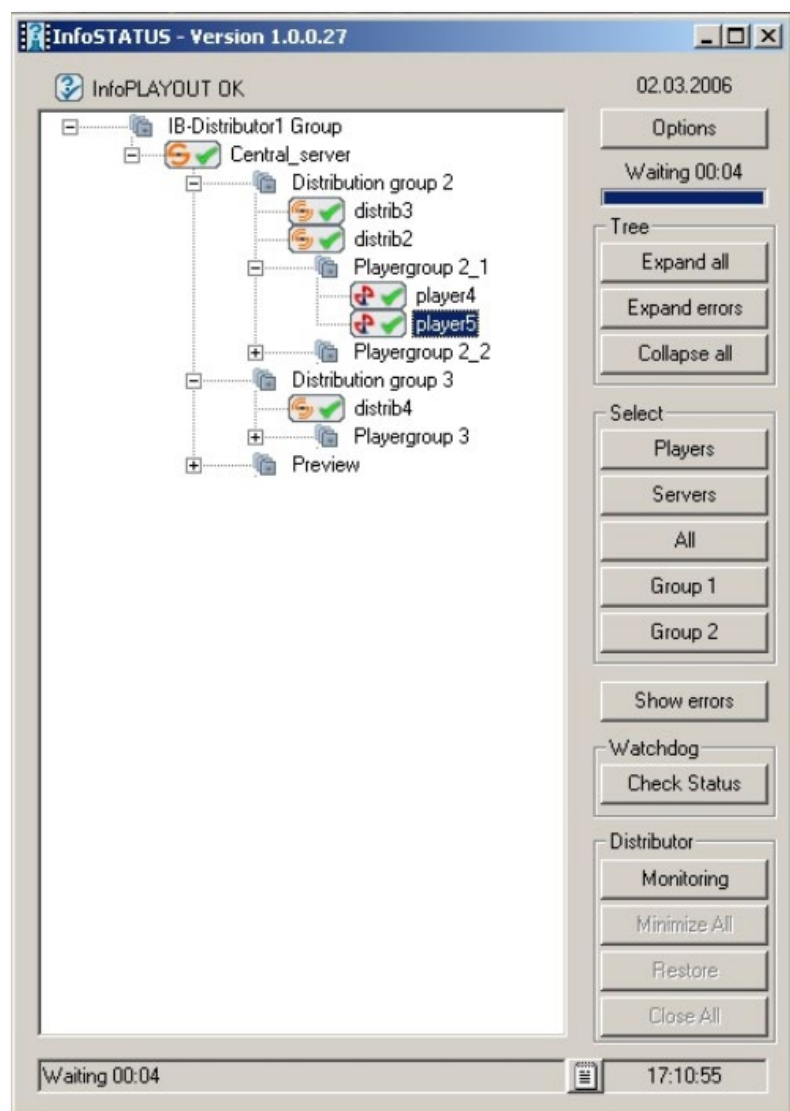 InfoSTATUS - Version 1.0.0.27
InfoPLAYOUT OK
02.03.2006
IB-Distributor1 Group
Central_server
Distribution group 2
distrib3
distrib2
Playergroup 2_1
player4
player5
Playergroup 2_2
Distribution group 3
distrib4
Playergroup 3
Preview
Options
Waiting 00:04
Tree
Expand all
Expand errors
Collapse all
Select
Players
Servers
All
Group 1
Group 2
Show errors
Watchdog
Check Status
Distributor
Monitoring
Minimize All
Restore
Close All
Waiting 00:04
17:10:55